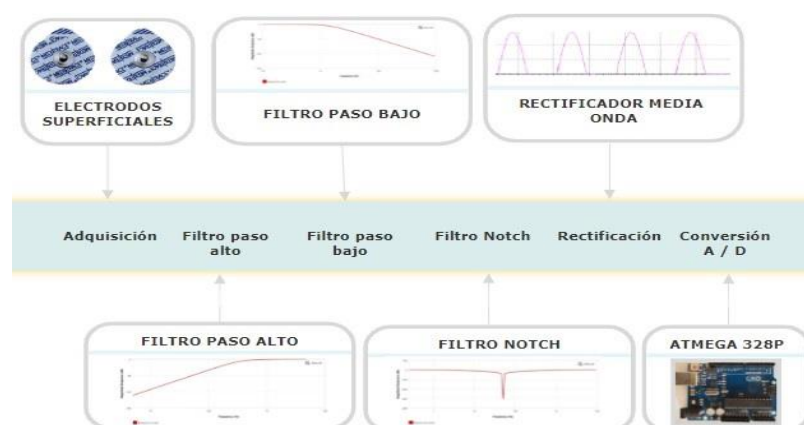 ELECTRODOS
SUPERFICIALES
FILTRO PASO BAJO
RECTIFICADOR MEDIA
ONDA
Adquisición
Filtro paso
alto
Filtro paso
bajo
Filtro Notch
Rectificación
Conversión
A / D
FILTRO PASO ALTO
FILTRO NOTCH
ATMEGA 328P